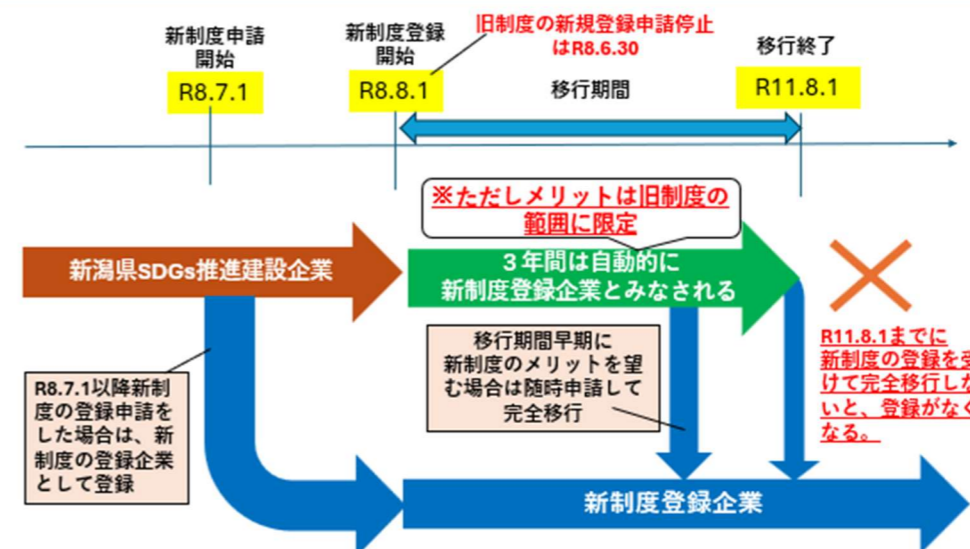 新制度申請
開始
R8.7.1
新制度登録
開始
R8.8.1
旧制度の新規登録申請停止
はR8.6.30
移行期間
移行終了
R11.8.1
※ただしメリットは旧制度の
範囲に限定
新潟県SDGs推進建設企業
３年間は自動的に
新制度登録企業とみなされる
R8.7.1以降新制
度の登録申請を
した場合は、新
制度の登録企業
として登録
移行期間早期に
新制度のメリットを望
む場合は随時申請して
完全移行
R11.8.1までに
新制度の登録を受
けて完全移行しな
いと、登録がなく
なる。
新制度登録企業